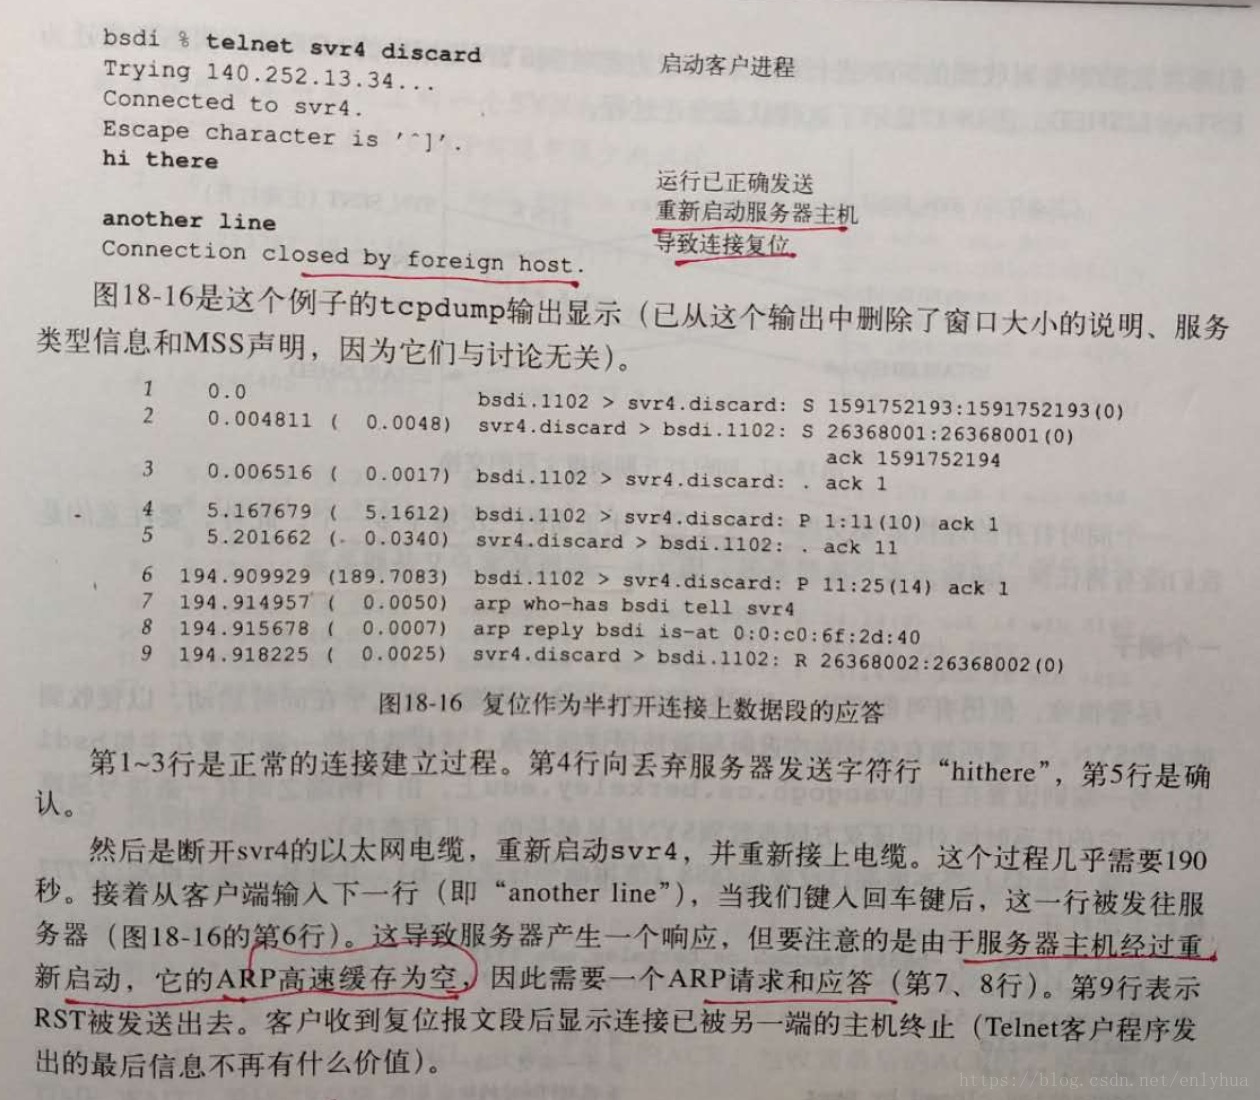 bsdi % telnet svr4 discard
启动客户进程
Trying 140.252.13.34...
Connected to svr4.
Escape character is '^]'.
hi there
运行已正确发送
重新启动服务器主机
another line
导致连接复位
Connection closed by foreign host.
图18-16是这个例子的tcpdump输出显示（已从这个输出中删除了窗口大小的说明、服务
类型信息和MSS声明，因为它们与讨论无关）。
1 0.0 bsdi.1102 > svr4.discard: S 1591752193:1591752193(0)
2 0.004811 ( 0.0048) svr4.discard > bsdi.1102: S 26368001:26368001(0)
ack 1591752194
3 0.006516 ( 0.0017) bsdi.1102 > svr4.discard: . ack 1
4 5.167679 ( 5.1612) bsdi.1102 > svr4.discard: P 1:11(10) ack 1
5 5.201662 ( 0.0340) svr4.discard > bsdi.1102: . ack 11
6 194.909929 (189.7083) bsdi.1102 > svr4.discard: P 11:25(14) ack 1
7 194.914957 ( 0.0050) arp who-has bsdi tell svr4
8 194.915678 ( 0.0007) arp reply bsdi is-at 0:0:c0:6f:2d:40
9 194.918225 ( 0.0025) svr4.discard > bsdi.1102: R 26368002:26368002(0)
图18-16 复位作为半打开连接上数据段的应答
第1~3行是正常的连接建立过程。第4行向丢弃服务器发送字符行“hithere”，第5行是确
认。
然后是断开svr4的以太网电缆，重新启动svr4，并重新接上电缆。这个过程几乎需要190
秒。接着从客户端输入下一行（即“another line”），当我们键入回车键后，这一行被发往服
务器（图18-16的第6行）。这导致服务器产生一个响应，但要注意的是由于服务器主机经过重
新启动，它的ARP高速缓存为空，因此需要一个ARP请求和应答（第7、8行）。第9行表示
RST被发送出去。客户收到复位报文段后显示连接已被另一端的主机终止（Telnet客户程序发
出的最后信息不再有什么价值）。
https://blog.csdn.net/enlyhua